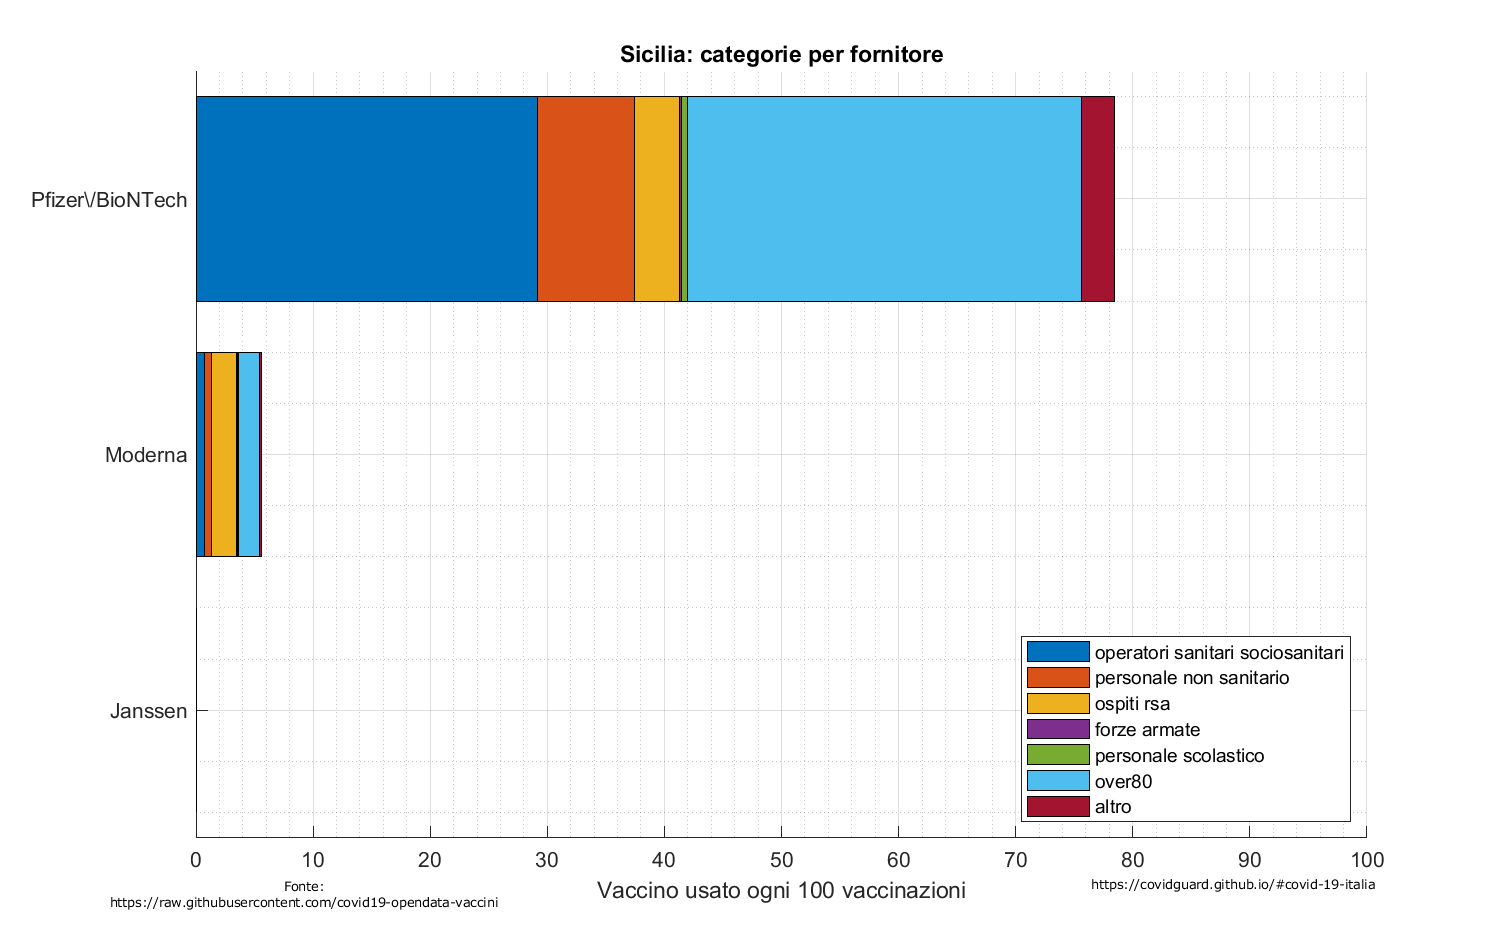 Sicilia: categorie per fornitore
Pfizer\/BioNTech
Moderna
Janssen
operatori sanitari sociosanitari
personale non sanitario
ospiti rsa
forze armate
personale scolastico
over80
altro
0 10 20 30 40 50 60 70 80 90 100
Vaccino usato ogni 100 vaccinazioni
Fonte:
https://raw.githubusercontent.com/covid19-opendata-vaccini
https://covidguard.github.io/#covid-19-italia